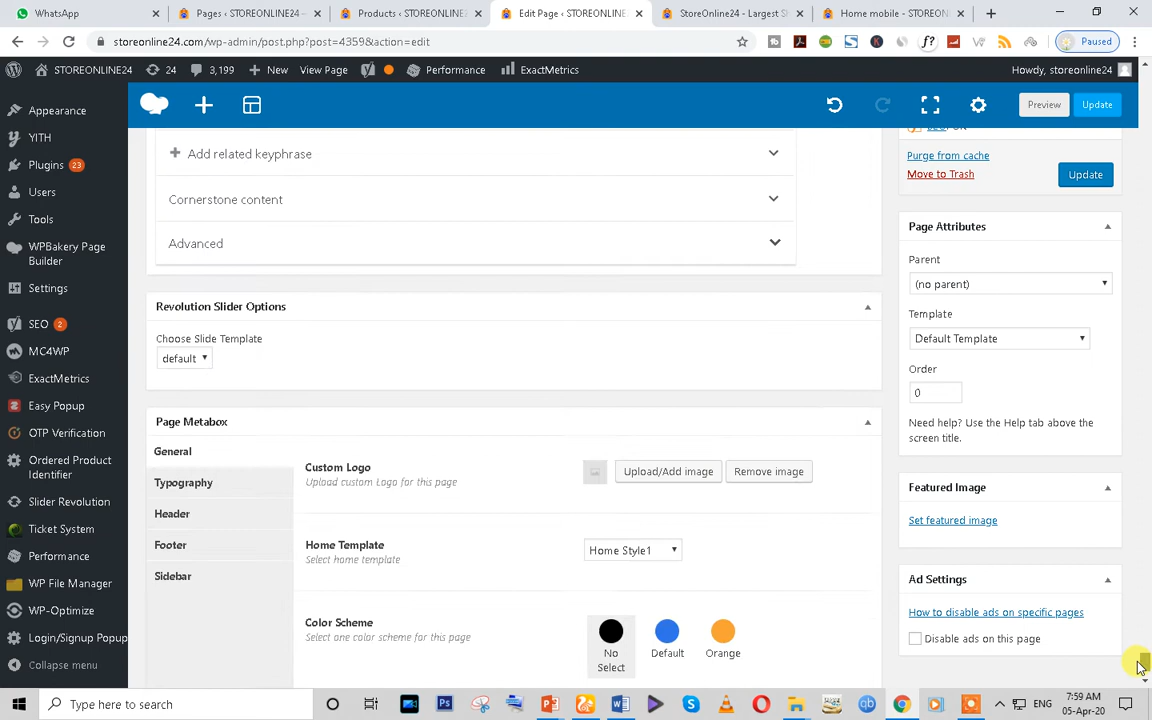 WhatsApp
Pages ‹ STOREONLINE24 –
Products ‹ STOREONLINE
Edit Page ‹ STOREONLINE
StoreOnline24 - Largest S
Home mobile - STOREON
storeonline24.com/wp-admin/post.php?post=4359&action=edit
Paused
STOREONLINE24
24
3,199
New
View Page
Performance
ExactMetrics
Howdy, storeonline24
Appearance
YITH
Plugins 23
Users
Tools
WPBakery Page
Builder
Settings
SEO 2
MC4WP
ExactMetrics
Easy Popup
OTP Verification
Ordered Product
Identifier
Slider Revolution
Ticket System
Performance
WP File Manager
WP-Optimize
Login/Signup Popup
Collapse menu
Preview
Update
Add related keyphrase
Cornerstone content
Advanced
Revolution Slider Options
Choose Slide Template
default
Page Metabox
General
Typography
Header
Footer
Sidebar
Custom Logo
Upload custom Logo for this page
Upload/Add image
Remove image
Home Template
Select home template
Home Style1
Color Scheme
Select one color scheme for this page
No
Select
Default
Orange
Purge from cache
Move to Trash
Update
Page Attributes
Parent
(no parent)
Template
Default Template
Order
0
Need help? Use the Help tab above the
screen title.
Featured Image
Set featured image
Ad Settings
How to disable ads on specific pages
Disable ads on this page
Type here to search
ENG
7:59 AM
05-Apr-20